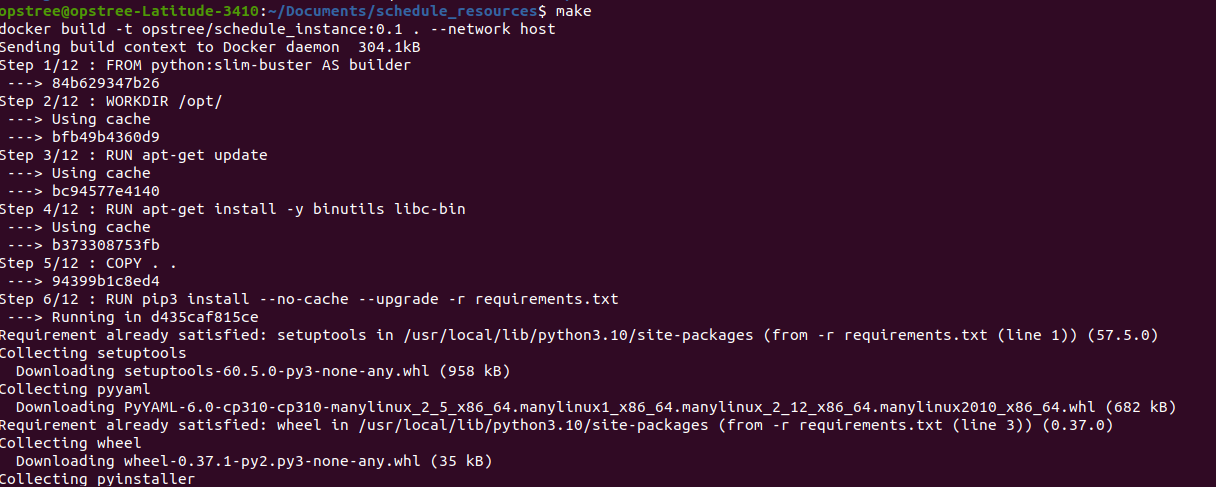 opstree@opstree-Latitude-3410:~/Documents/schedule_resources$ make
docker build -t opstree/schedule_instance:0.1 . --network host
Sending build context to Docker daemon  304.1kB
Step 1/12 : FROM python:slim-buster AS builder
 ---> 84b629347b26
Step 2/12 : WORKDIR /opt/
 ---> Using cache
 ---> bfb49b4360d9
Step 3/12 : RUN apt-get update
 ---> Using cache
 ---> bc94577e4140
Step 4/12 : RUN apt-get install -y binutils libc-bin
 ---> Using cache
 ---> b373308753fb
Step 5/12 : COPY . .
 ---> 94399b1c8ed4
Step 6/12 : RUN pip3 install --no-cache --upgrade -r requirements.txt
 ---> Running in d435caf815ce
Requirement already satisfied: setuptools in /usr/local/lib/python3.10/site-packages (from -r requirements.txt (line 1)) (57.5.0)
Collecting setuptools
  Downloading setuptools-60.5.0-py3-none-any.whl (958 kB)
Collecting pyyaml
  Downloading PyYAML-6.0-cp310-cp310-manylinux_2_5_x86_64.manylinux1_x86_64.manylinux_2_12_x86_64.manylinux2010_x86_64.whl (682 kB)
Requirement already satisfied: wheel in /usr/local/lib/python3.10/site-packages (from -r requirements.txt (line 3)) (0.37.0)
Collecting wheel
  Downloading wheel-0.37.1-py2.py3-none-any.whl (35 kB)
Collecting pyinstaller